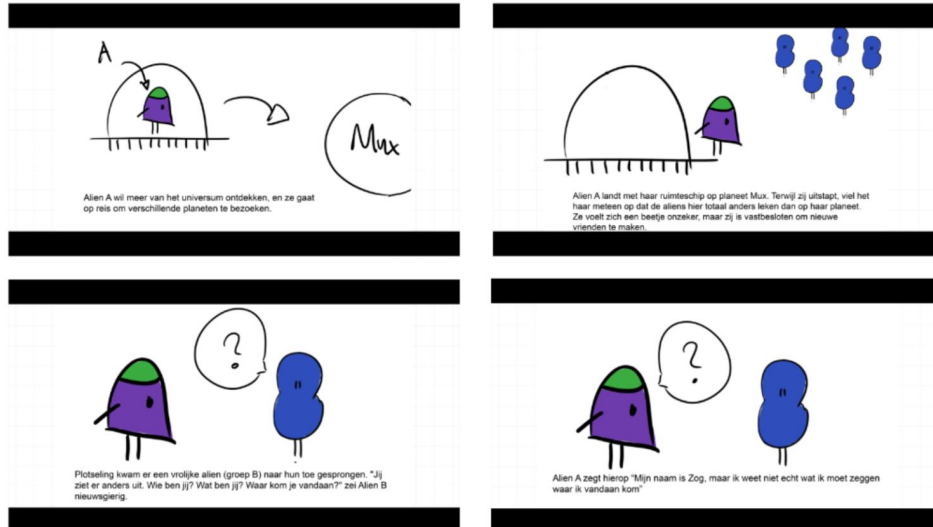 A
Mux
Alien A wil meer van het universum ontdekken, en ze gaat
op reis om verschillende planeten te bezoeken.
Alien A landt met haar ruimteschip op planeet Mux. Terwijl zij uitstapt, viel het
haar meteen op dat de aliens hier totaal anders leken dan op haar planeet.
Ze voelt zich een beetje onzeker, maar zij is vastbesloten om nieuwe
vrienden te maken.
?
Plotseling kwam er een vrolijke alien (groep B) naar hun toe gesprongen. "Jij
ziet er anders uit. Wie ben jij? Wat ben jij? Waar kom je vandaan?" zei Alien B
nieuwsgierig.
?
Alien A zegt hierop "Mijn naam is Zog, maar ik weet niet echt wat ik moet zeggen
waar ik vandaan kom"